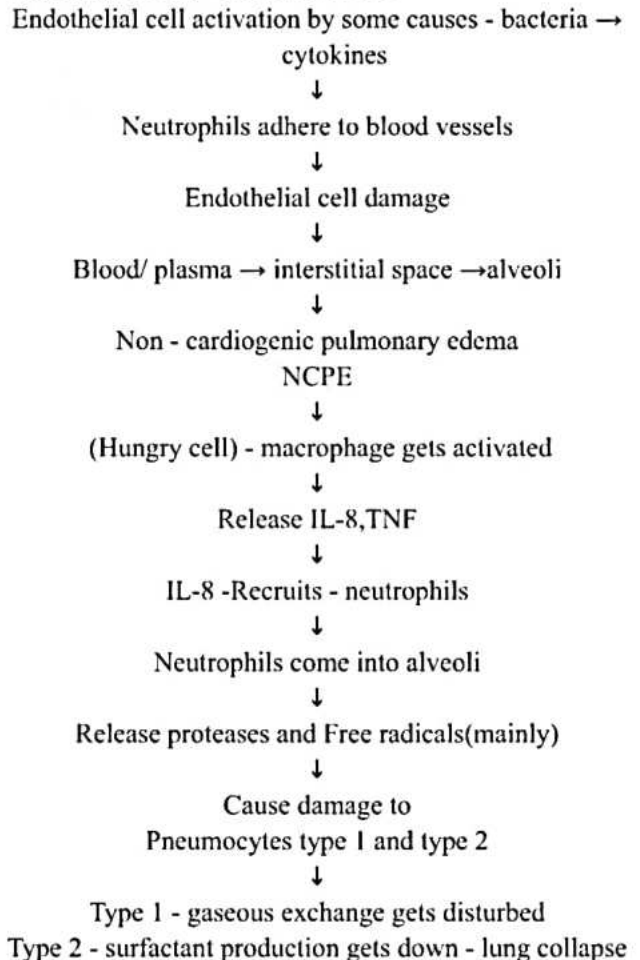 Endothelial cell activation by some causes - bacteria →
cytokines
↓
Neutrophils adhere to blood vessels
↓
Endothelial cell damage
↓
Blood/ plasma → interstitial space →alveoli
↓
Non - cardiogenic pulmonary edema
NCPE
↓
(Hungry cell) - macrophage gets activated
↓
Release IL-8,TNF
↓
IL-8 -Recruits - neutrophils
↓
Neutrophils come into alveoli
↓
Release proteases and Free radicals(mainly)
↓
Cause damage to
Pneumocytes type 1 and type 2
↓
Type 1 - gaseous exchange gets disturbed
Type 2 - surfactant production gets down - lung collapse